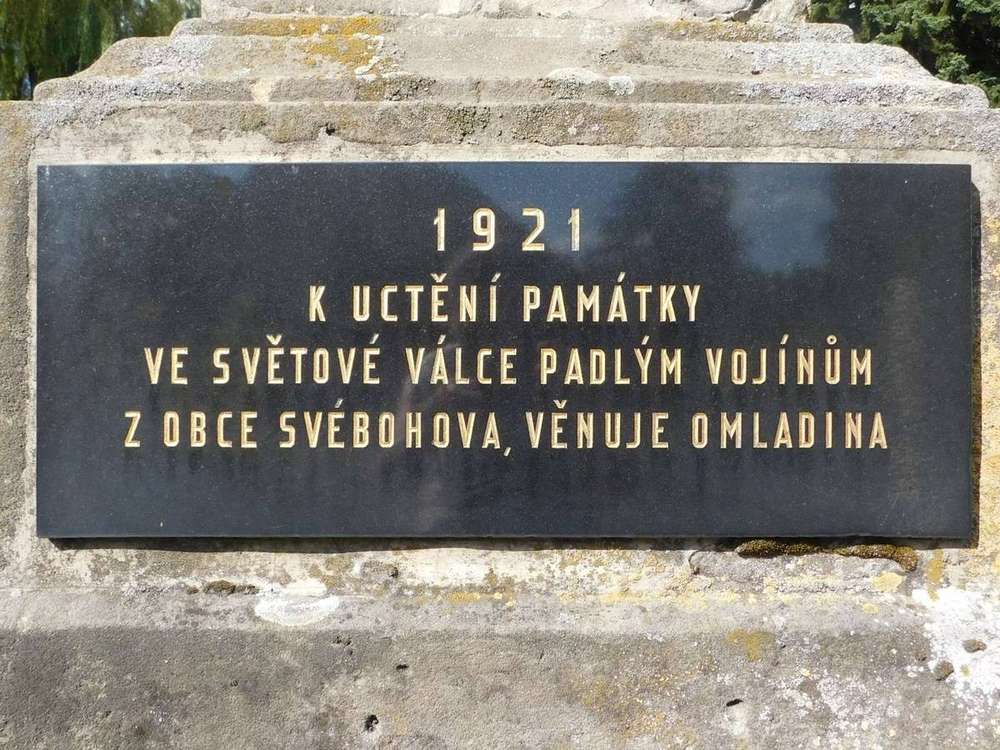 1921
K UCTĚNÍ PAMÁTKY
VE SVĚTOVÉ VÁLCE PADLÝM VOJÍNŮM
Z OBCE SVÉBOHOVA, VĚNUJE OMLADINA